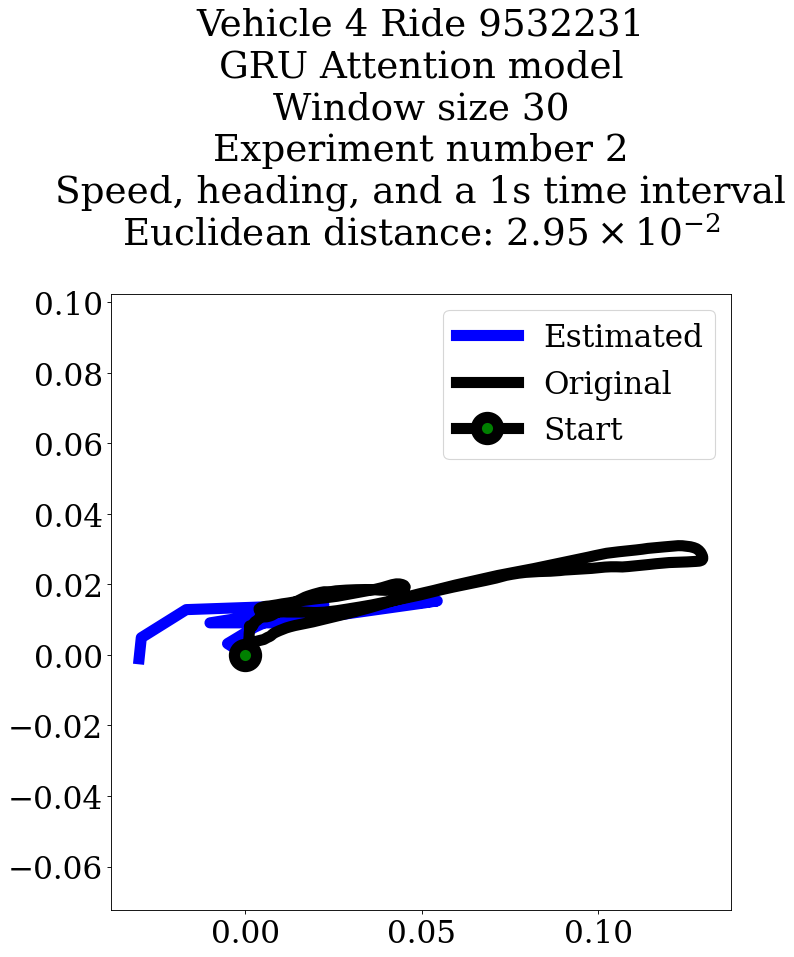 Vehicle 4 Ride 9532231
GRU Attention model
Window size 30
Experiment number 2
Speed, heading, and a 1s time interval
Euclidean distance: 2.95 × 10⁻²
0.10
0.08
0.06
0.04
0.02
0.00
−0.02
−0.04
−0.06
Estimated
Original
Start
0.00 0.05 0.10